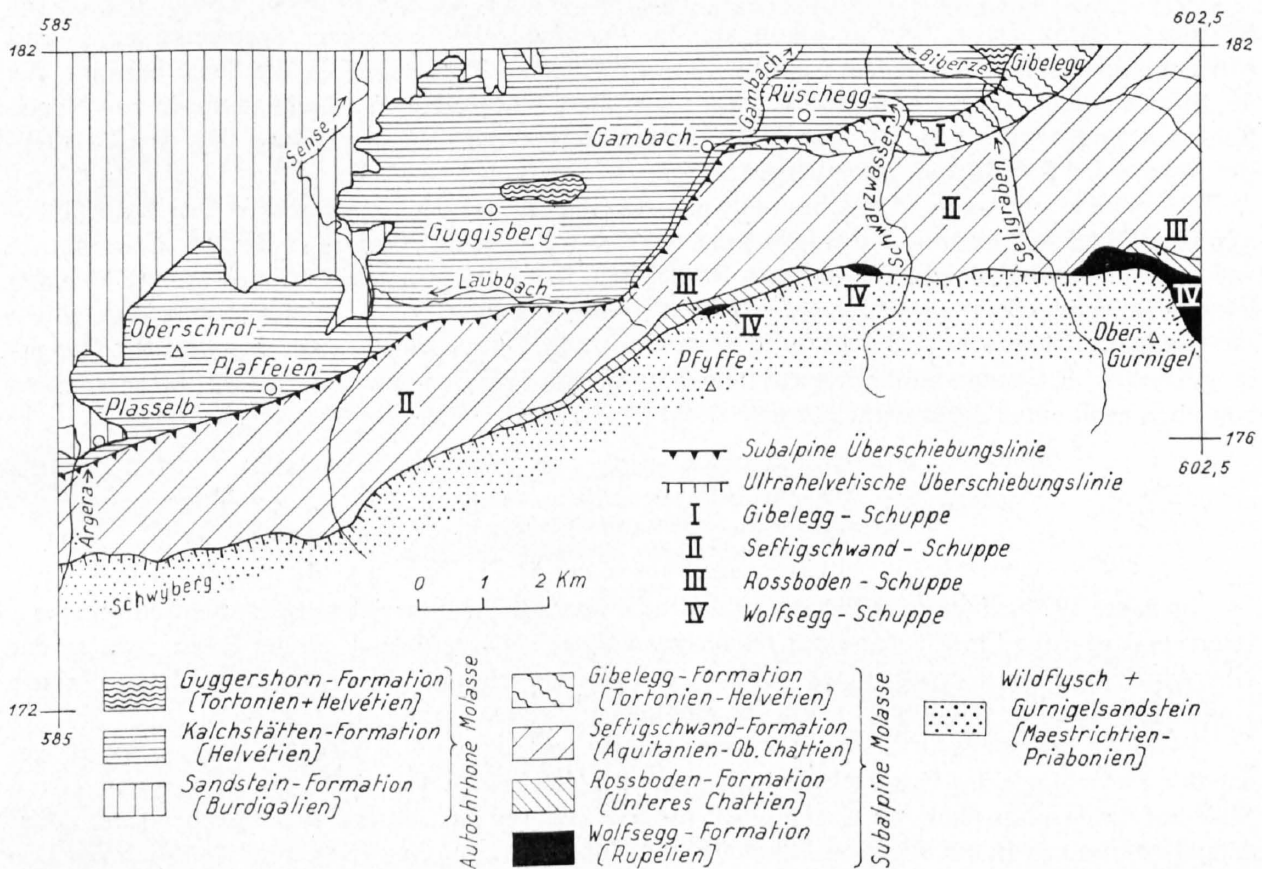 585
602,5
182
182
Sense
Gambach
Biberze
Gibelegg
Rüschegg
Gambach
I
Schwarzwasser
Seligraben
II
Guggisberg
Laubbach
III
III
IV
IV
IV
Oberschrot
Plaffeien
Plasselb
II
Pfyffe
Ober
Gurnigel
176
602,5
Ärgera
Schwyberg
Subalpine Überschiebungslinie
Ultrahelvetische Überschiebungslinie
I Gibelegg - Schuppe
II Seftigschwand - Schuppe
III Rossboden - Schuppe
IV Wolfsegg - Schuppe
0 1 2 Km
172
585
Guggershorn-Formation
[Tortonien+Helvétien]
Kalchstätten-Formation
[Helvétien]
Sandstein-Formation
[Burdigalien]
Autochthone Molasse
Gibelegg-Formation
[Tortonien-Helvétien]
Seftigschwand-Formation
[Aquitanien-Ob. Chattien]
Rossboden-Formation
[Unteres Chattien]
Wolfsegg-Formation
[Rupelien]
Subalpine Molasse
Wildflysch +
Gurnigelsandstein
[Maestrichtien-
Priabonien]